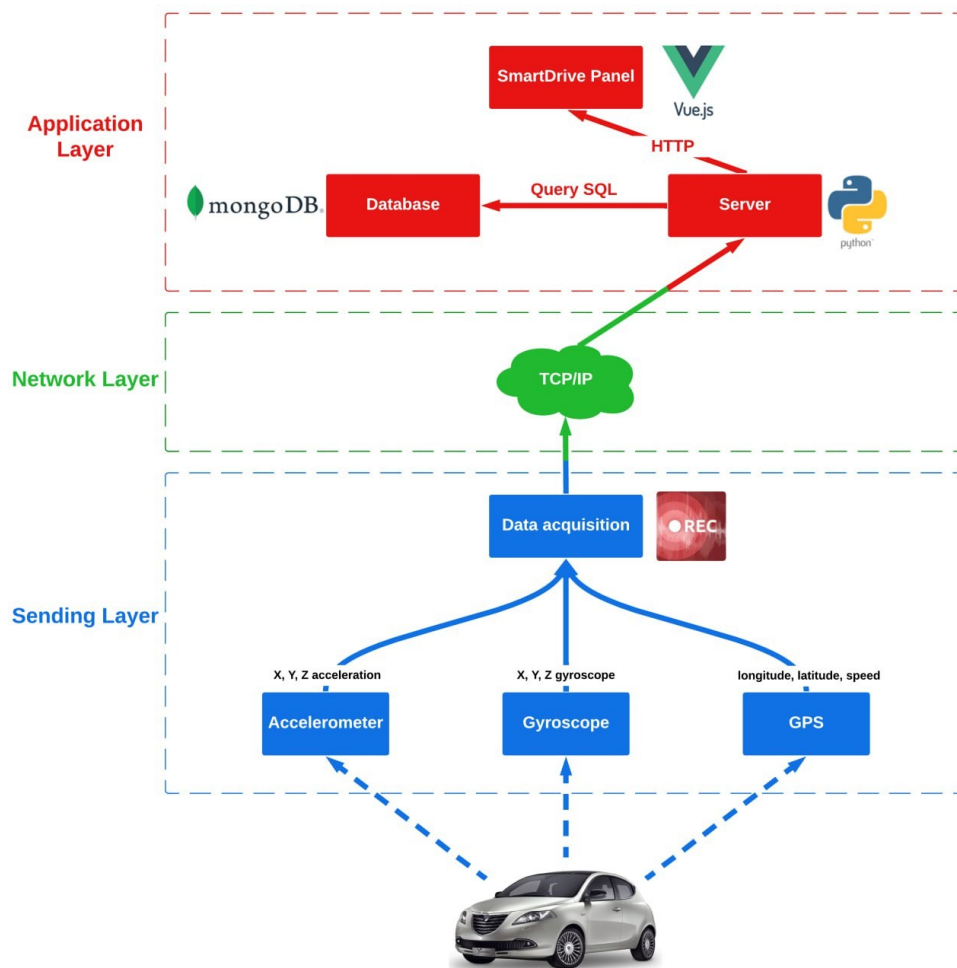 SmartDrive Panel
Vue.js
Application
Layer
HTTP
mongoDB.
Database
Query SQL
Server
python
Network Layer
TCP/IP
Data acquisition
REC
Sending Layer
X, Y, Z acceleration
X, Y, Z gyroscope
longitude, latitude, speed
Accelerometer
Gyroscope
GPS